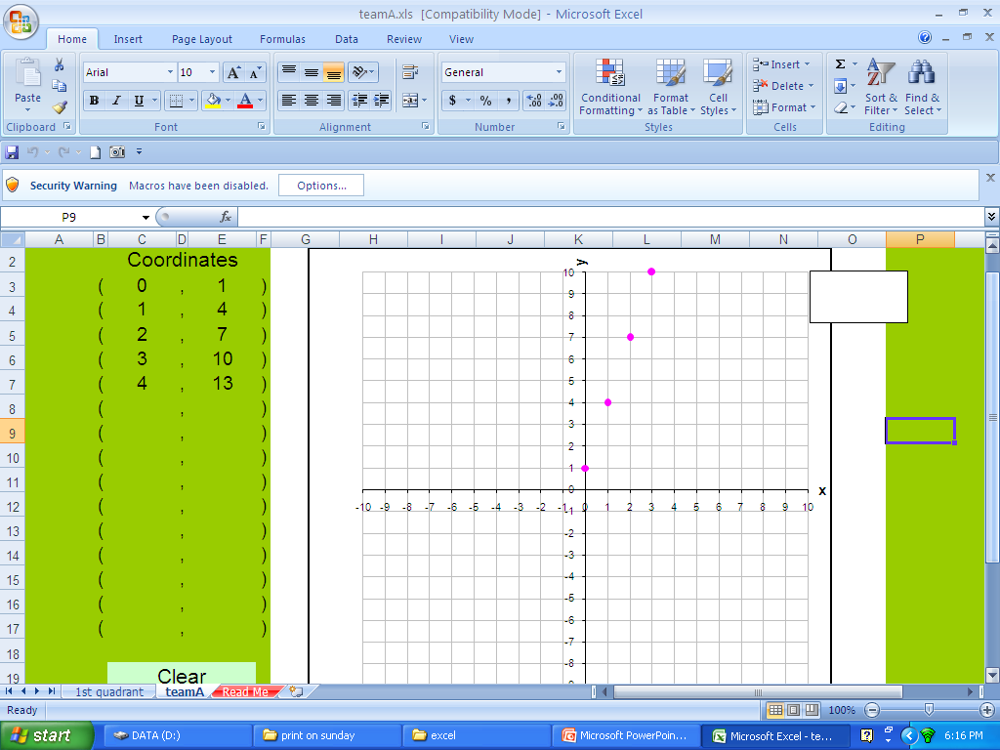 teamA.xls [Compatibility Mode] - Microsoft Excel
Home Insert Page Layout Formulas Data Review View
Arial 10 General Insert Σ
Paste B I U $ % , Conditional Formatting Format as Table Cell Styles Delete Sort & Filter Find & Select
Format
Clipboard Font Alignment Number Styles Cells Editing
Security Warning Macros have been disabled. Options...
P9 fx
A B C D E F G H I J K L M N O P
2 Coordinates
3 ( 0 , 1 )
4 ( 1 , 4 )
5 ( 2 , 7 )
6 ( 3 , 10 )
7 ( 4 , 13 )
8 ( , )
9 ( , )
10 ( , )
11 ( , )
12 ( , )
13 ( , )
14 ( , )
15 ( , )
16 ( , )
17 ( , )
18
19 Clear
y
10
9
8
7
6
5
4
3
2
1
0
x
-10 -9 -8 -7 -6 -5 -4 -3 -2 -1 0 1 2 3 4 5 6 7 8 9 10
-1
-2
-3
-4
-5
-6
-7
-8
1st quadrant teamA Read Me
Ready 100%
start DATA (D:) print on sunday excel Microsoft PowerPoin... Microsoft Excel - te... ? 6:16 PM